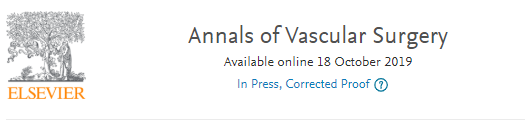 Annals of Vascular Surgery
Available online 18 October 2019
In Press, Corrected Proof ?
ELSEVIER